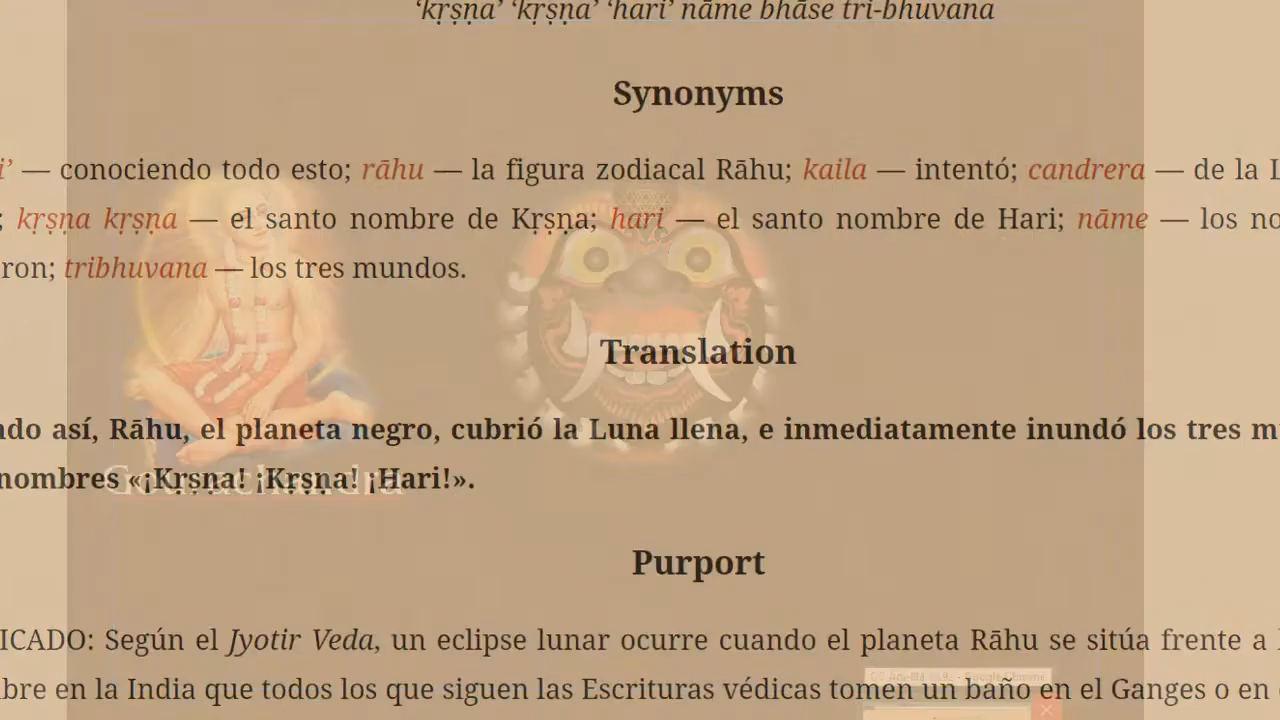 ‘kṛṣṇa’ ‘kṛṣṇa’ ‘hari’ nāme bhāse tri-bhuvana
Synonyms
i’ — conociendo todo esto; rāhu — la figura zodiacal Rāhu; kaila — intentó; candrera — de la L
; kṛṣṇa kṛṣṇa — el santo nombre de Kṛṣṇa; hari — el santo nombre de Hari; nāme — los no
ron; tribhuvana — los tres mundos.
Translation
ndo así, Rāhu, el planeta negro, cubrió la Luna llena, e inmediatamente inundó los tres m
nombres «¡Kṛṣṇa! ¡Kṛṣṇa! ¡Hari!».
Purport
ICADO: Según el Jyotir Veda, un eclipse lunar ocurre cuando el planeta Rāhu se sitúa frente a
bre en la India que todos los que siguen las Escrituras védicas tomen un baño en el Ganges o en